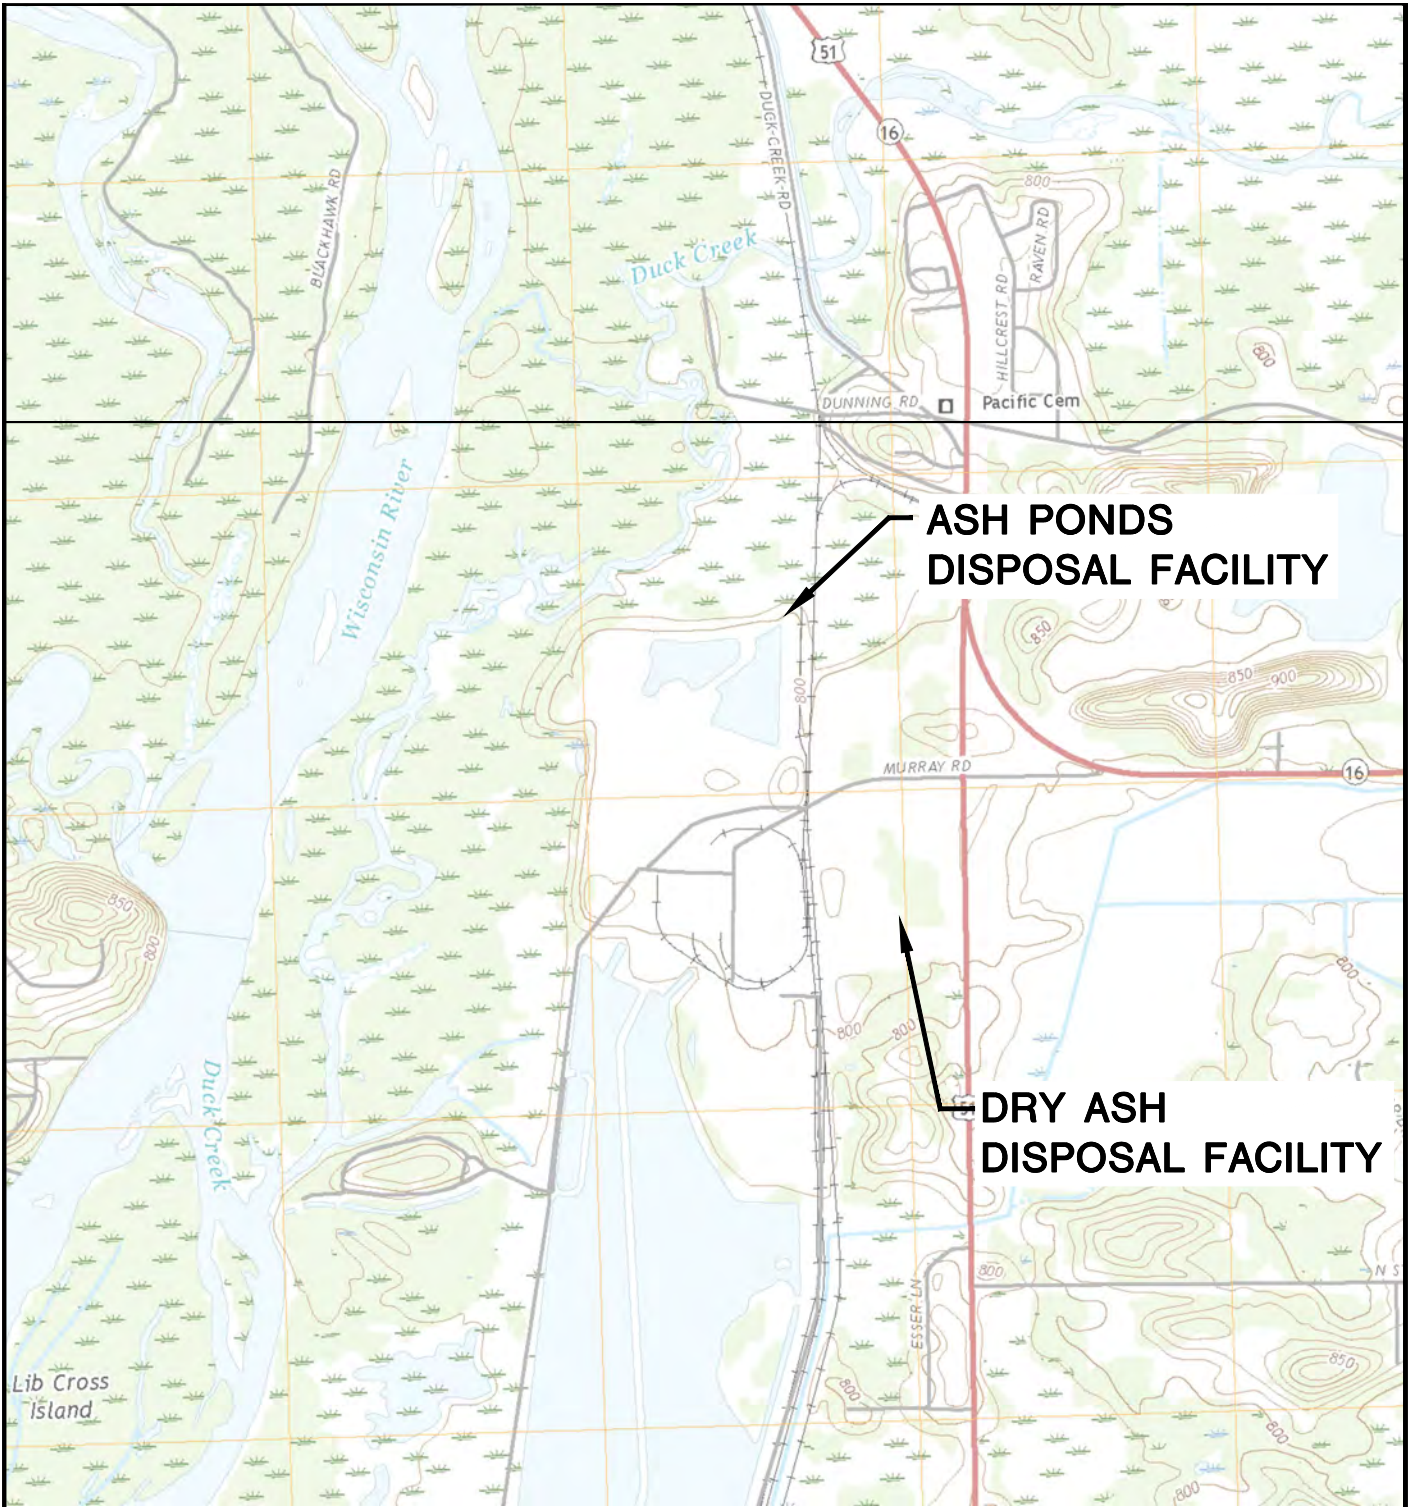 51
16
DUCK-CREEK-RD
BLACKHAWK RD
800
RAVEN RD
Duck Creek
HILLCREST RD
800
DUNNING RD
Pacific Cem
Wisconsin River
ASH PONDS
DISPOSAL FACILITY
850
850
900
800
MURRAY RD
16
850
800
800
800
800
Duck Creek
DRY ASH
DISPOSAL FACILITY
800
N S
ESSER LN
850
Lib Cross
Island
800
800
800